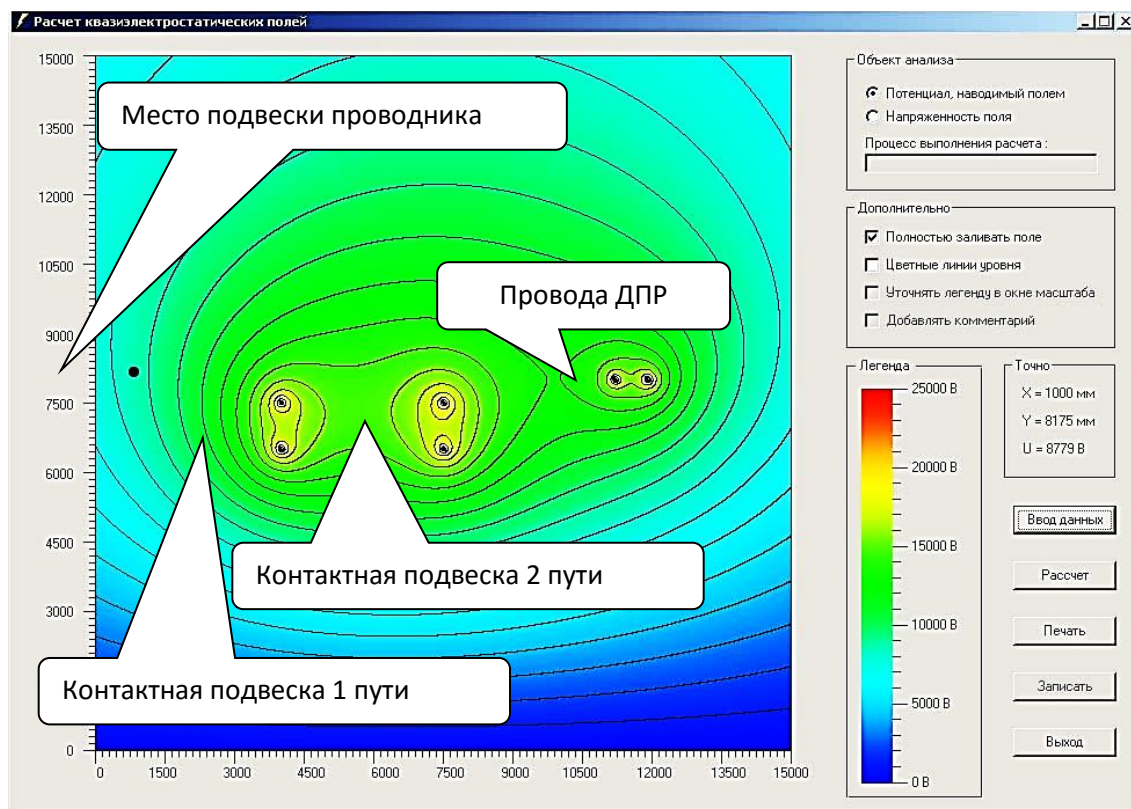 Расчет квазиэлектростатических полей
15000
13500
12000
10500
9000
7500
6000
4500
3000
0
0
1500
3000
4500
6000
7500
9000
10500
12000
13500
15000
Место подвески проводника
Провода ДПР
Контактная подвеска 2 пути
Контактная подвеска 1 пути
Объект анализа
Потенциал, наводимый полем
Напряженность поля
Процесс выполнения расчета :
Дополнительно
Полностью заливать поле
Цветные линии уровня
Уточнять легенду в окне масштаба
Добавлять комментарий
Легенда
25000 В
20000 В
15000 В
10000 В
5000 В
0 В
Точно
X = 1000 мм
Y = 8175 мм
U = 8779 В
Ввод данных
Рассчет
Печать
Записать
Выход